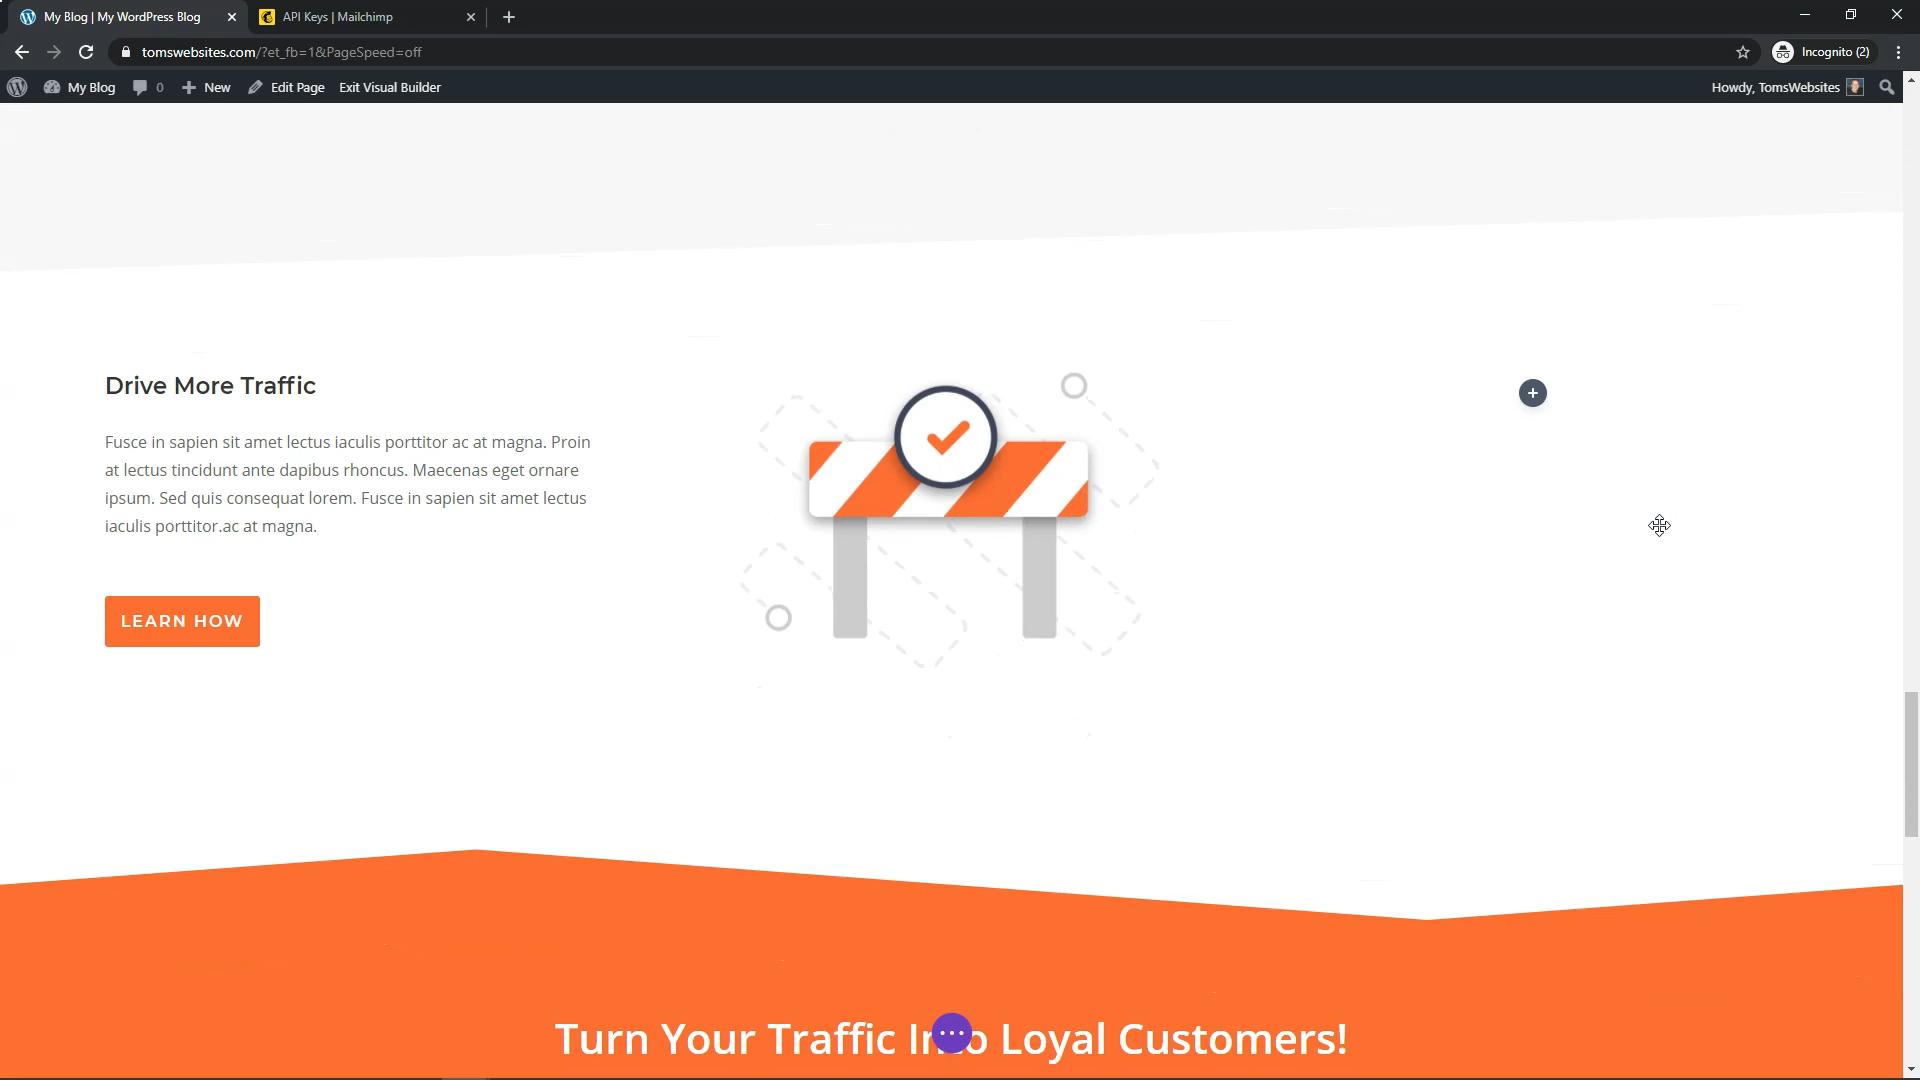 My Blog | My WordPress Blog
API Keys | Mailchimp
tomswebsites.com/?et_fb=1&PageSpeed=off
Incognito (2)
My Blog
0
New
Edit Page
Exit Visual Builder
Howdy, TomsWebsites
Drive More Traffic
Fusce in sapien sit amet lectus iaculis porttitor ac at magna. Proin
at lectus tincidunt ante dapibus rhoncus. Maecenas eget ornare
ipsum. Sed quis consequat lorem. Fusce in sapien sit amet lectus
iaculis porttitor.ac at magna.
LEARN HOW
Turn Your Traffic Into Loyal Customers!